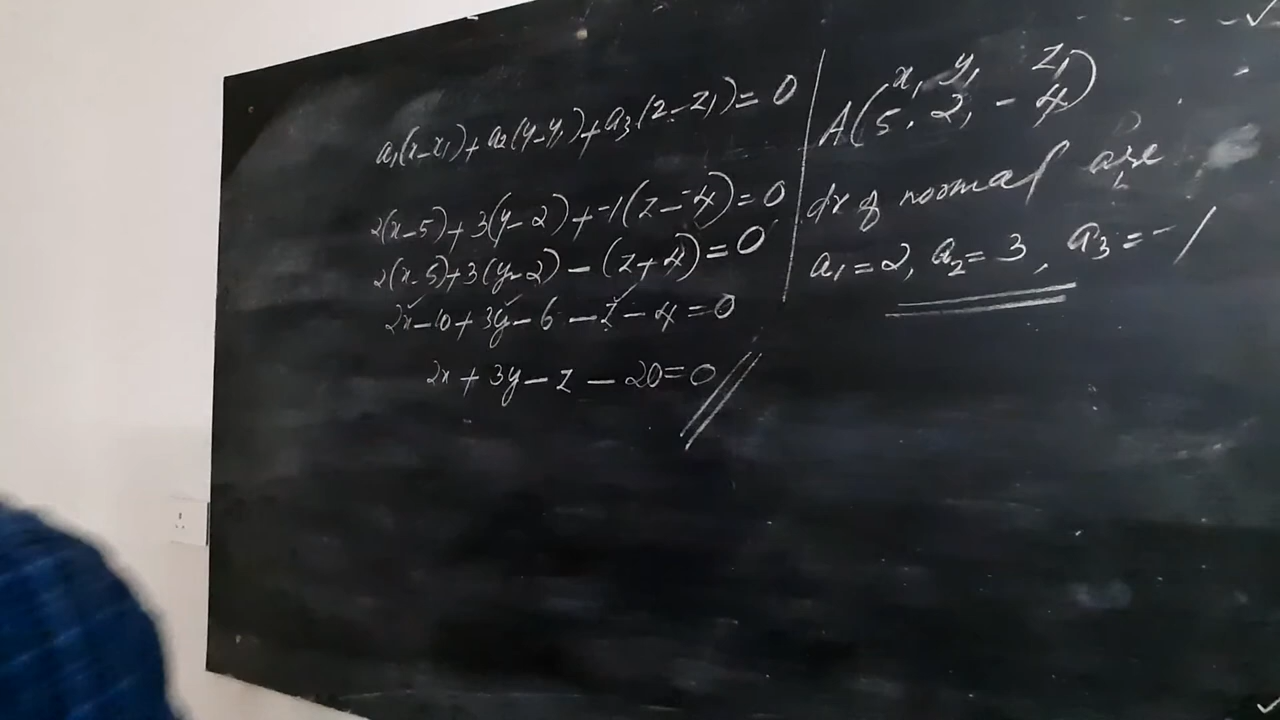 a₁(x-x₁)+a₂(y-y₁)+a₃(z-z₁)=0
2(x-5)+3(y-2)+-1(z--4)=0
2(x-5)+3(y-2)-(z+4)=0
2x-10+3y-6-z-4=0
2x+3y-z-20=0
x₁ y₁ z₁
A(5, 2, -4)
dr of normal are
a₁=2, a₂=3, a₃=-1